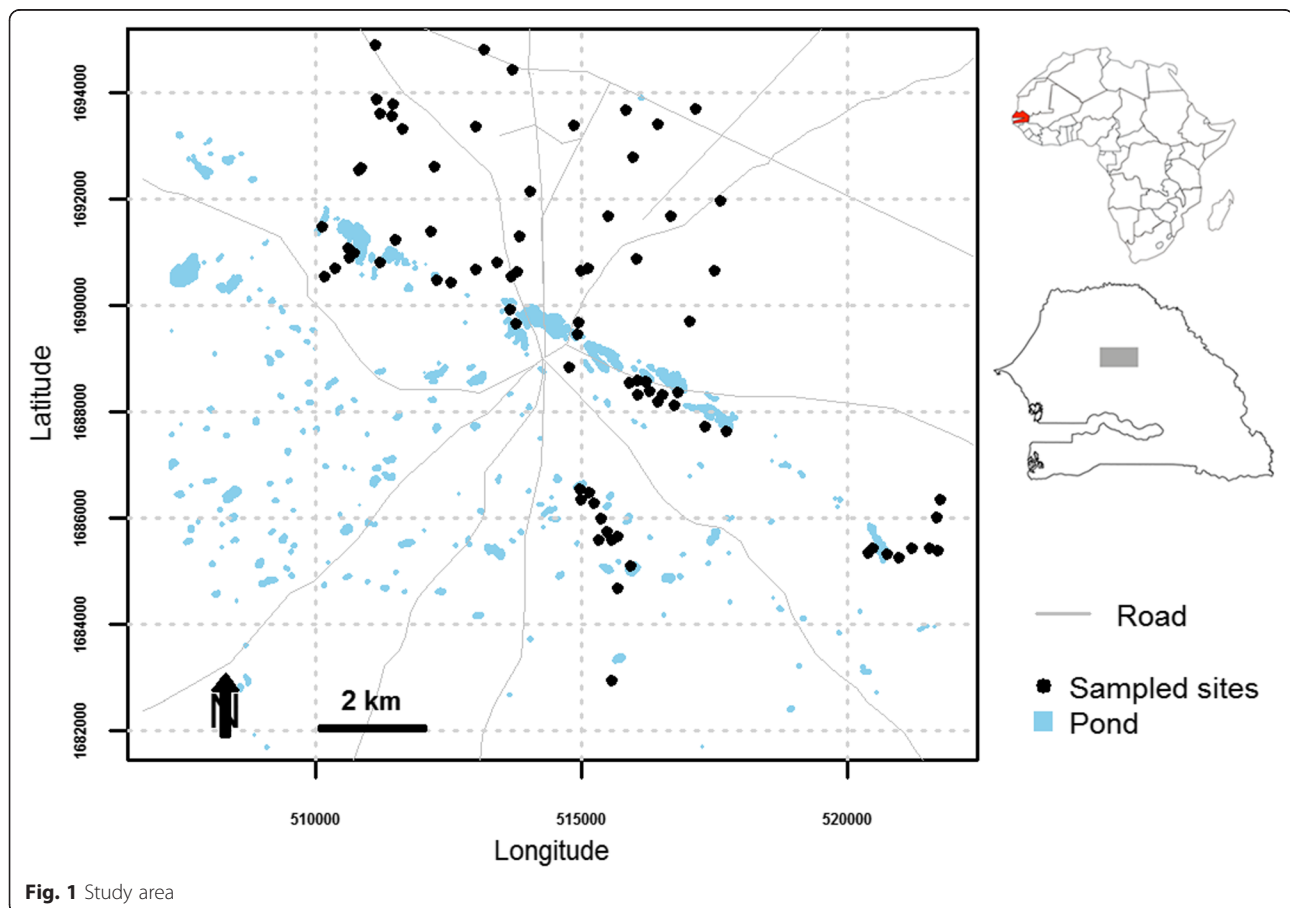 Latitude
1694000
1692000
1690000
1688000
1686000
1684000
1682000
N
2 km
510000
515000
520000
Longitude
Road
Sampled sites
Pond
Fig. 1 Study area